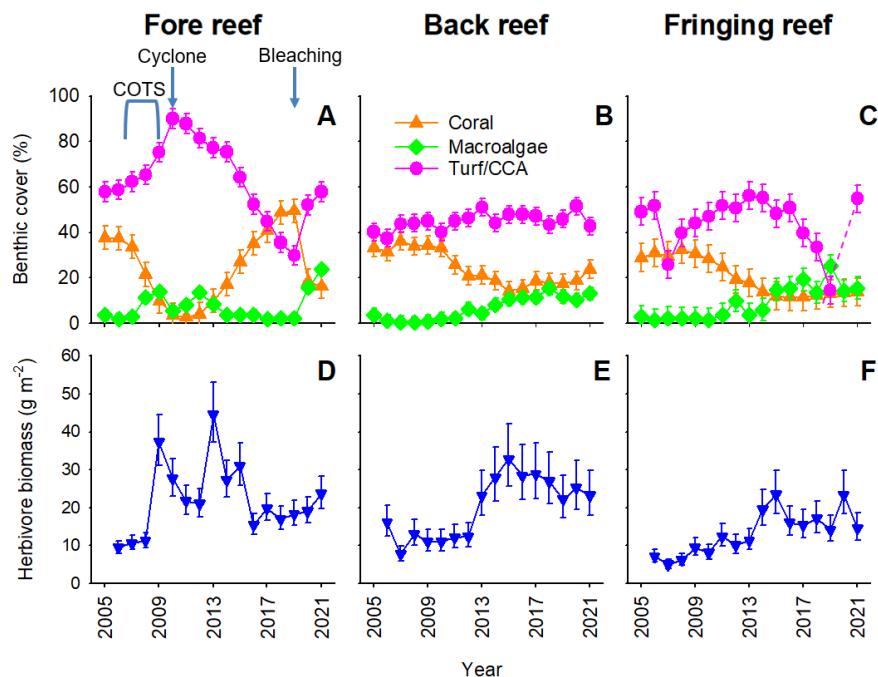 Fore reef Back reef Fringing reef
Cyclone Bleaching
COTS
A B C
Coral
Macroalgae
Turf/CCA
Benthic cover (%)
100
80
60
40
20
0
D E F
Herbivore biomass (g m-2)
60
50
40
30
20
10
0
2005 2009 2013 2017 2021 2005 2009 2013 2017 2021 2005 2009 2013 2017 2021
Year